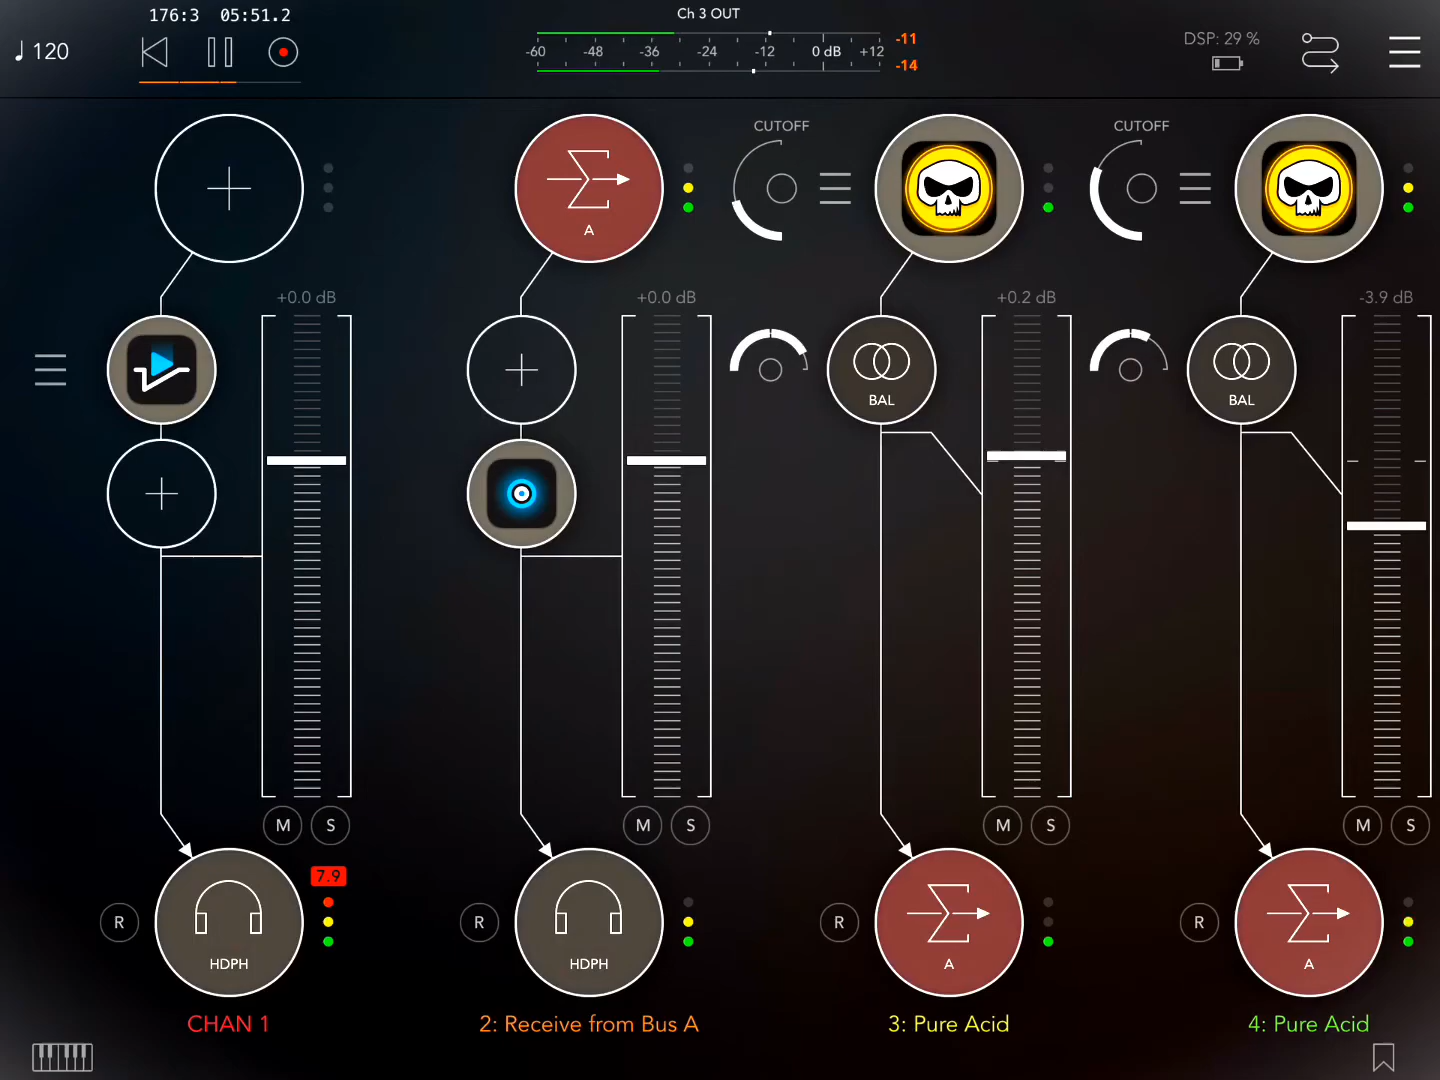 176:3 05:51.2
Ch 3 OUT
♩ 120
-60 -48 -36 -24 -12 0 dB +12
-11
-14
DSP: 29 %
CUTOFF
CUTOFF
A
+0.0 dB
+0.0 dB
+0.2 dB
-3.9 dB
BAL
BAL
M S
M S
M S
M S
7.9
R
R
R
R
HDPH
HDPH
A
A
CHAN 1
2: Receive from Bus A
3: Pure Acid
4: Pure Acid